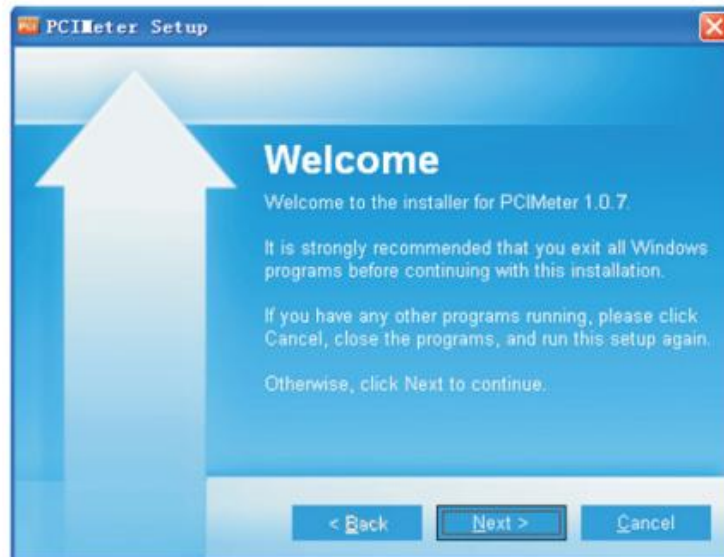 PCI PCIMeter Setup
Welcome
Welcome to the installer for PCIMeter 1.0.7.
It is strongly recommended that you exit all Windows
programs before continuing with this installation.
If you have any other programs running, please click
Cancel, close the programs, and run this setup again.
Otherwise, click Next to continue.
< Back Next > Cancel